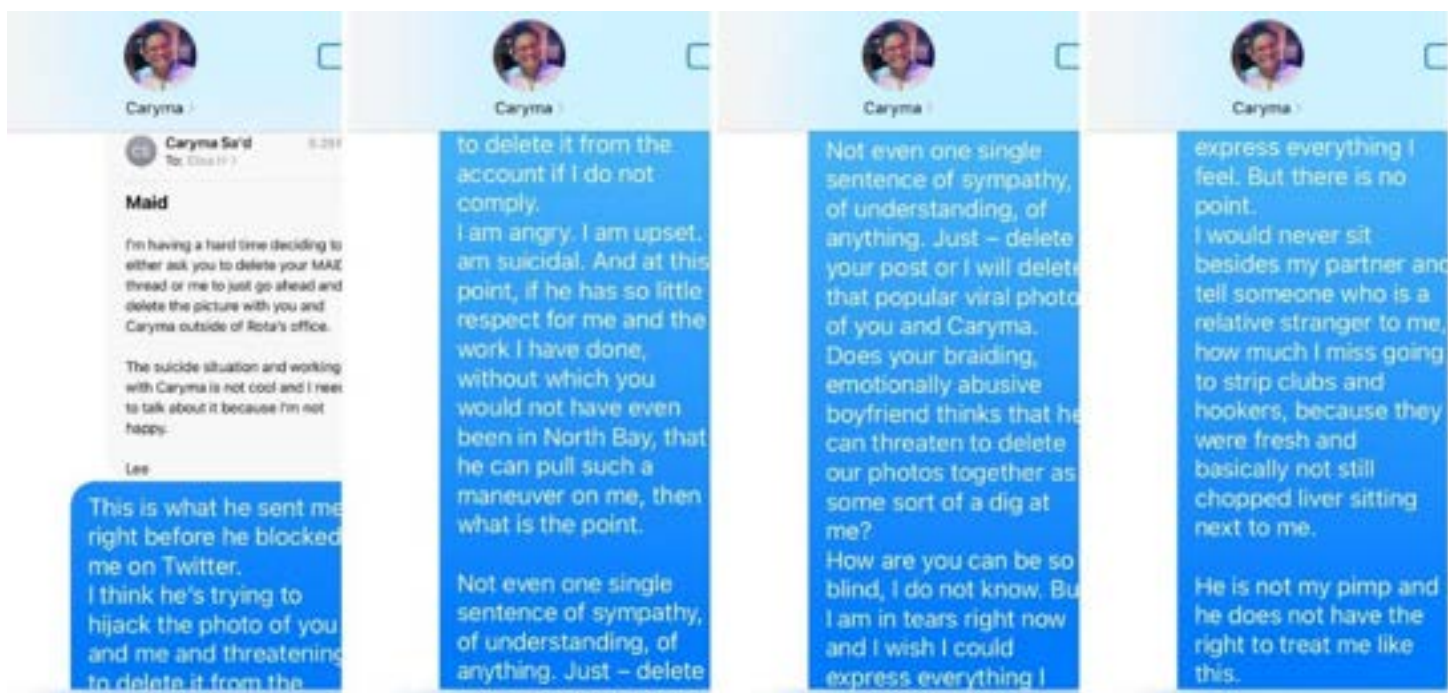 Caryma
Caryma Sa'd
To:
Maid
I'm having a hard time deciding to
either ask you to delete your MAID
thread or me to just go ahead and
delete the picture with you and
Caryma outside of Rota's office.
The suicide situation and working
with Caryma is not cool and I need
to talk about it because I'm not
happy.
Lee
This is what he sent me
right before he blocked
me on Twitter.
I think he's trying to
hijack the photo of you
and me and threatening
to delete it from the
Caryma
to delete it from the
account if I do not
comply.
I am angry. I am upset.
am suicidal. And at this
point, if he has so little
respect for me and the
work I have done,
without which you
would not have even
been in North Bay, that
he can pull such a
maneuver on me, then
what is the point.
Not even one single
sentence of sympathy,
of understanding, of
anything. Just – delete
Caryma
Not even one single
sentence of sympathy,
of understanding, of
anything. Just – delete
your post or I will delete
that popular viral photo
of you and Caryma.
Does your braiding,
emotionally abusive
boyfriend thinks that he
can threaten to delete
our photos together as
some sort of a dig at
me?
How are you can be so
blind, I do not know. Bu
I am in tears right now
and I wish I could
express everything I
Caryma
express everything I
feel. But there is no
point.
I would never sit
besides my partner and
tell someone who is a
relative stranger to me,
how much I miss going
to strip clubs and
hookers, because they
were fresh and
basically not still
chopped liver sitting
next to me.
He is not my pimp and
he does not have the
right to treat me like
this.